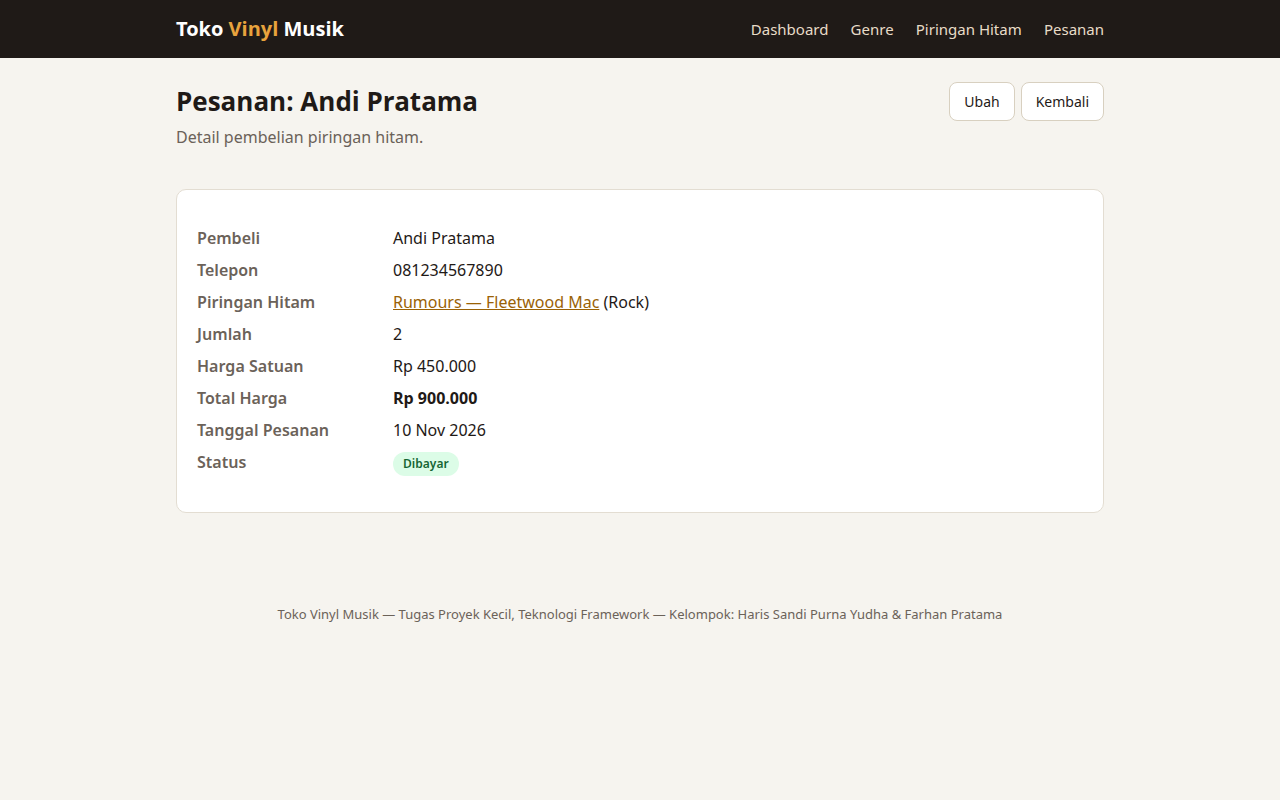 Toko Vinyl Musik
Dashboard Genre Piringan Hitam Pesanan
Pesanan: Andi Pratama
Ubah Kembali
Detail pembelian piringan hitam.
Pembeli Andi Pratama
Telepon 081234567890
Piringan Hitam Rumours — Fleetwood Mac (Rock)
Jumlah 2
Harga Satuan Rp 450.000
Total Harga Rp 900.000
Tanggal Pesanan 10 Nov 2026
Status Dibayar
Toko Vinyl Musik — Tugas Proyek Kecil, Teknologi Framework — Kelompok: Haris Sandi Purna Yudha & Farhan Pratama